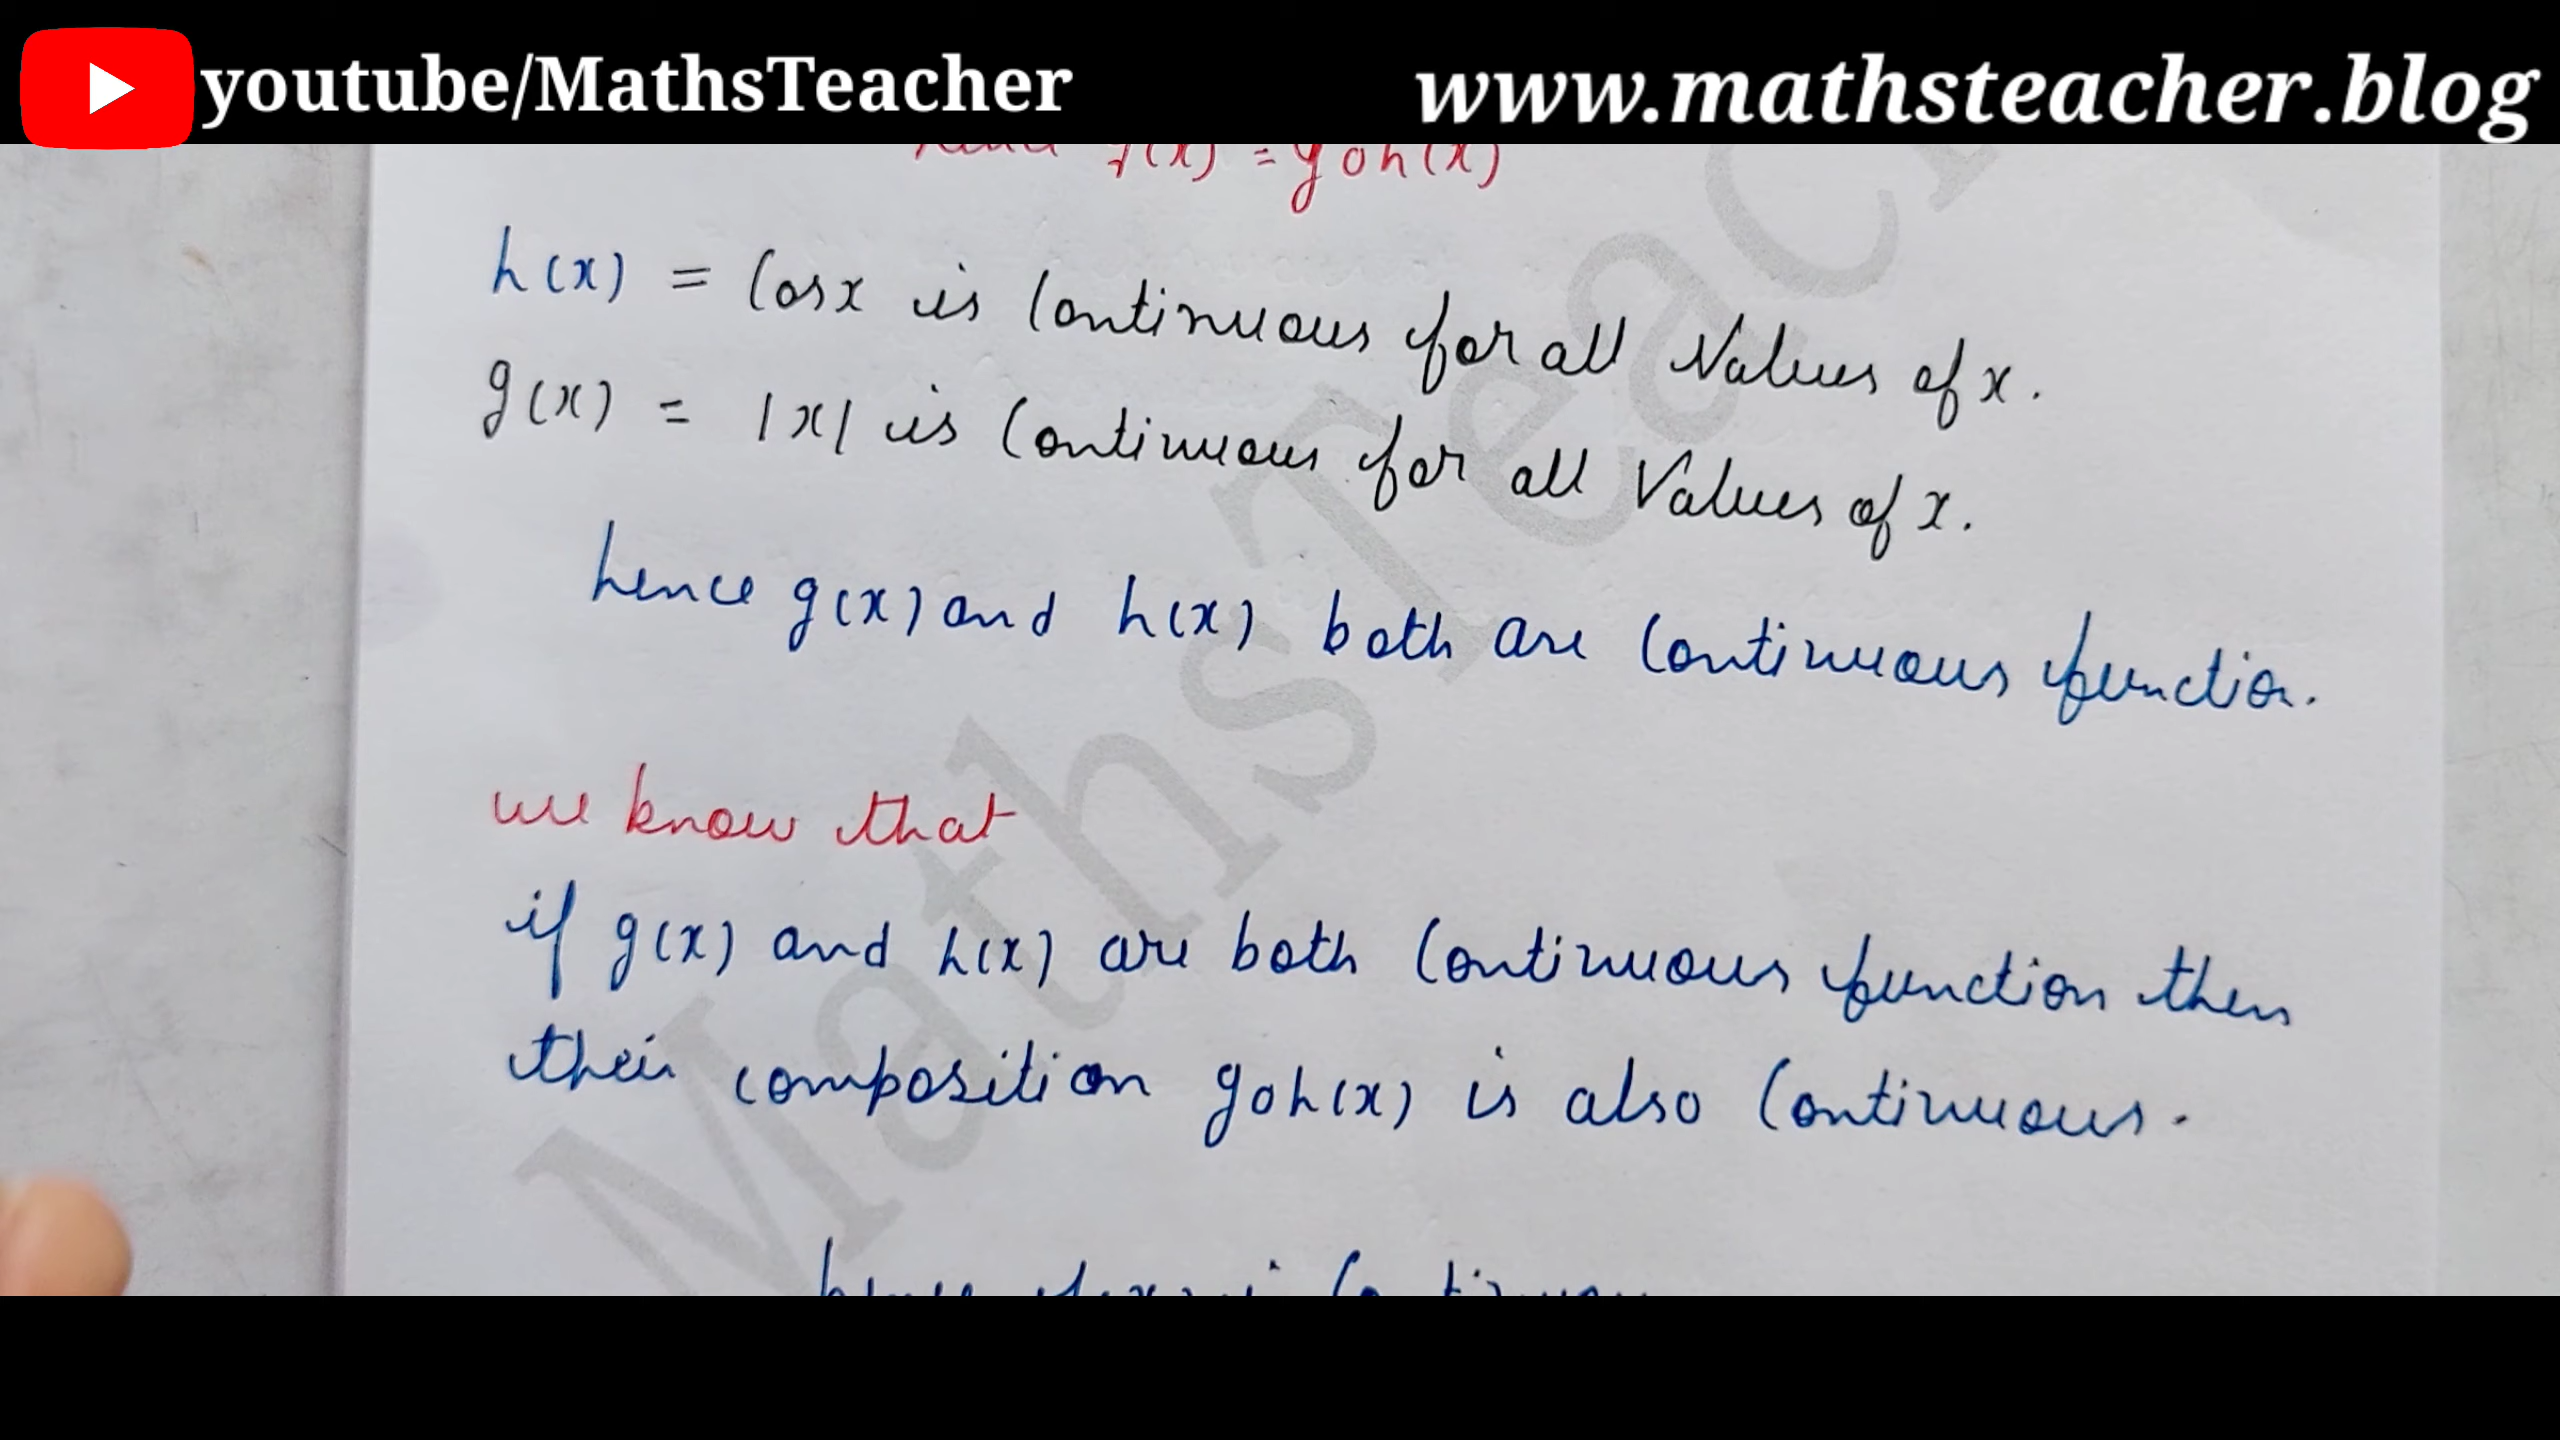 youtube/MathsTeacher
www.mathsteacher.blog
f(x) = goh(x)
h(x) = Cosx is Continuous for all Values of x.
g(x) = |x| is Continuous for all Values of x.
hence g(x) and h(x) both are Continuous function.
we know that
if g(x) and h(x) are both Continuous function then
their composition goh(x) is also Continuous.
MathsTeac